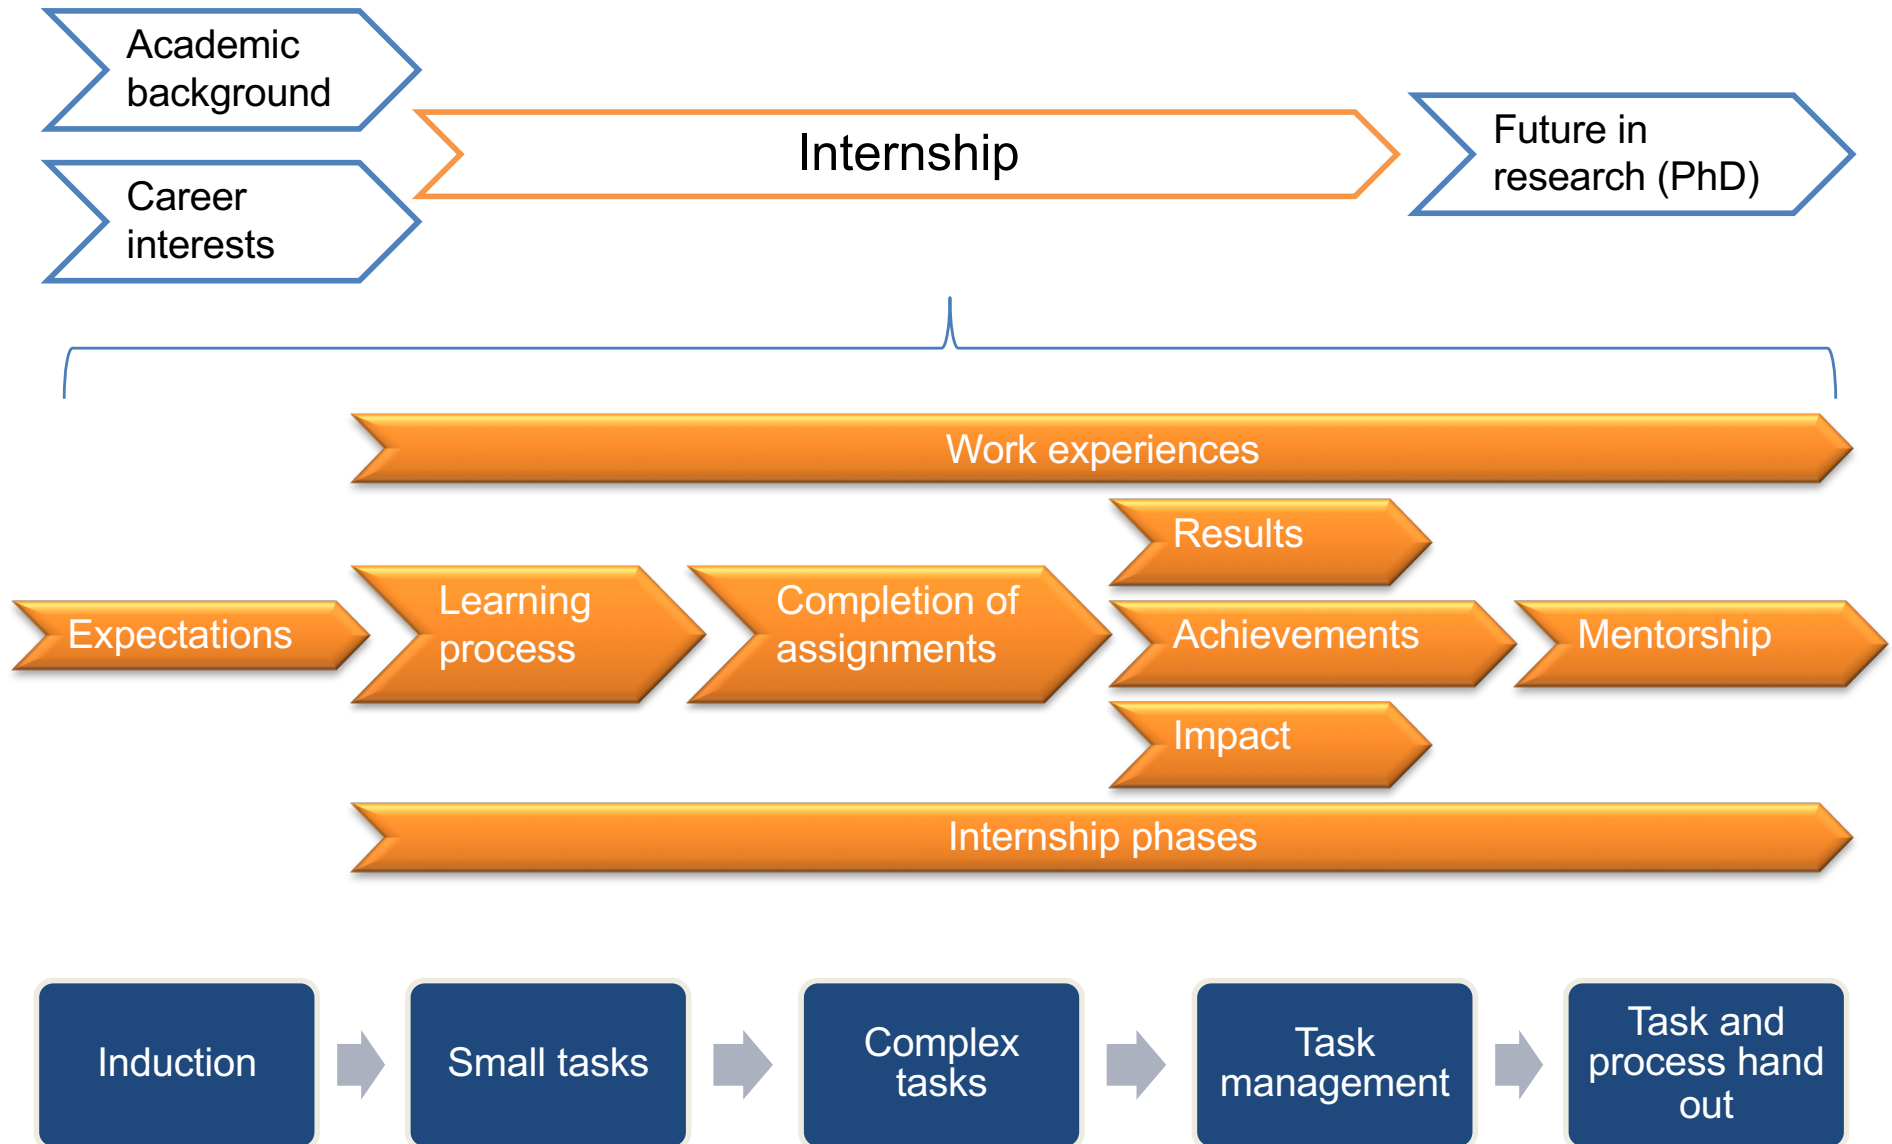 Academic
background
Career
interests
Internship
Future in
research (PhD)
Work experiences
Expectations
Learning
process
Completion of
assignments
Results
Achievements
Impact
Mentorship
Internship phases
Induction
Small tasks
Complex
tasks
Task
management
Task and
process hand
out